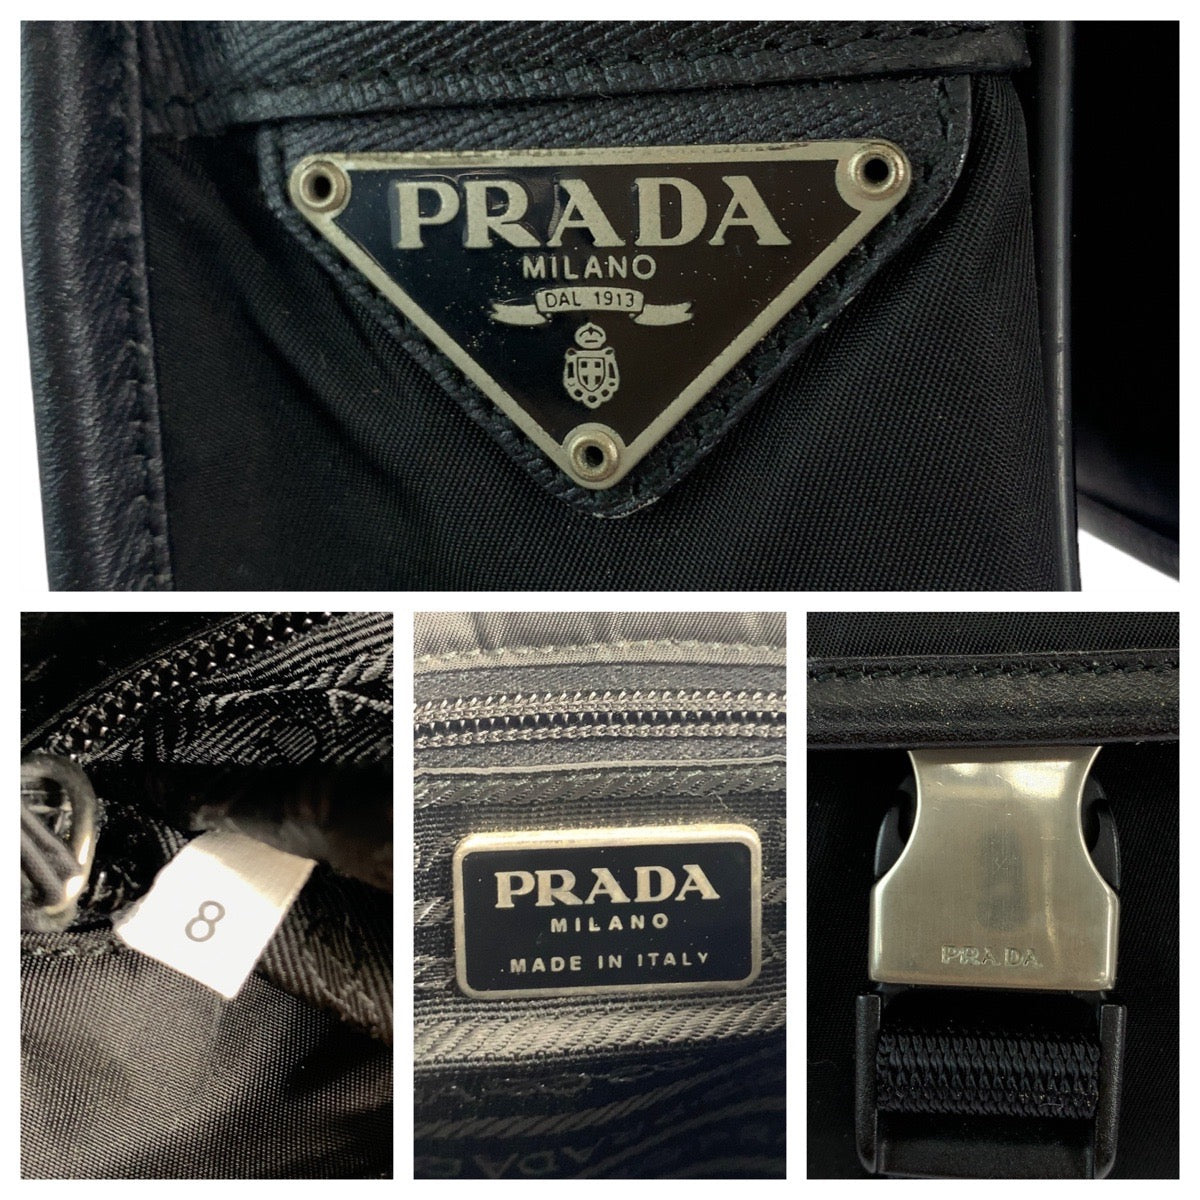 PRADA
MILANO
DAL 1913
8
PRADA
MILANO
MADE IN ITALY
PRADA